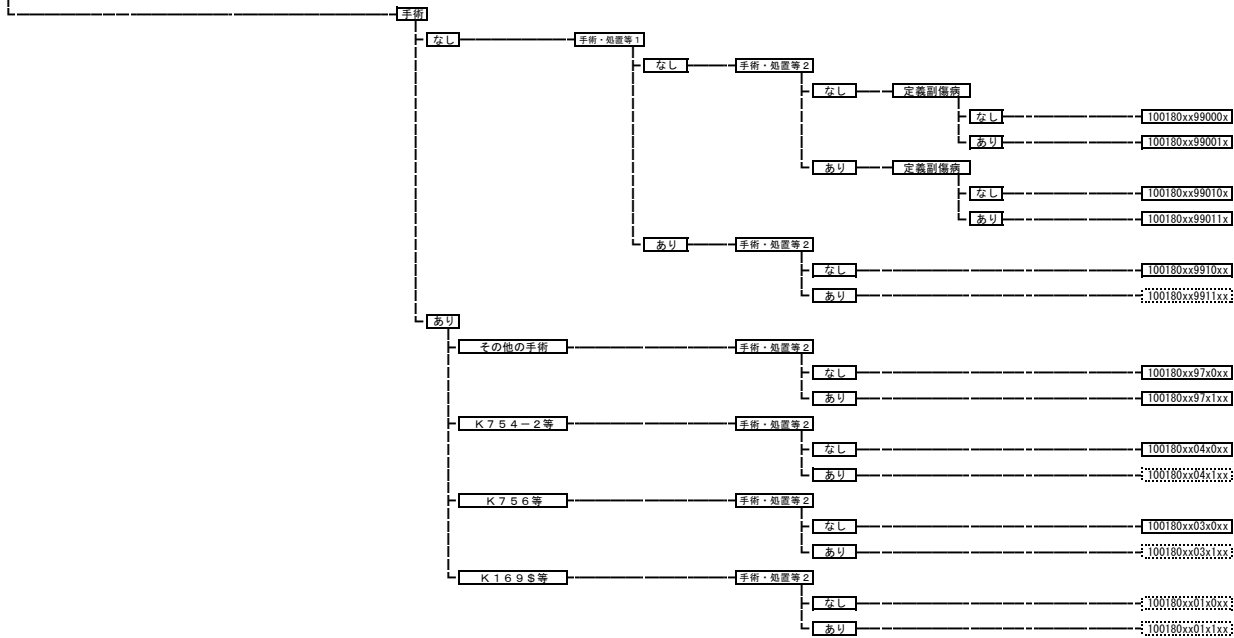 手術
なし 手術・処置等1
なし 手術・処置等2
なし 定義副傷病
なし 100180xx99000x
あり 100180xx99001x
あり 定義副傷病
なし 100180xx99010x
あり 100180xx99011x
あり 手術・処置等2
なし 100180xx9910xx
あり 100180xx9911xx
あり
その他の手術 手術・処置等2
なし 100180xx97x0xx
あり 100180xx97x1xx
K754-2等 手術・処置等2
なし 100180xx04x0xx
あり 100180xx04x1xx
K756等 手術・処置等2
なし 100180xx03x0xx
あり 100180xx03x1xx
K169$等 手術・処置等2
なし 100180xx01x0xx
あり 100180xx01x1xx